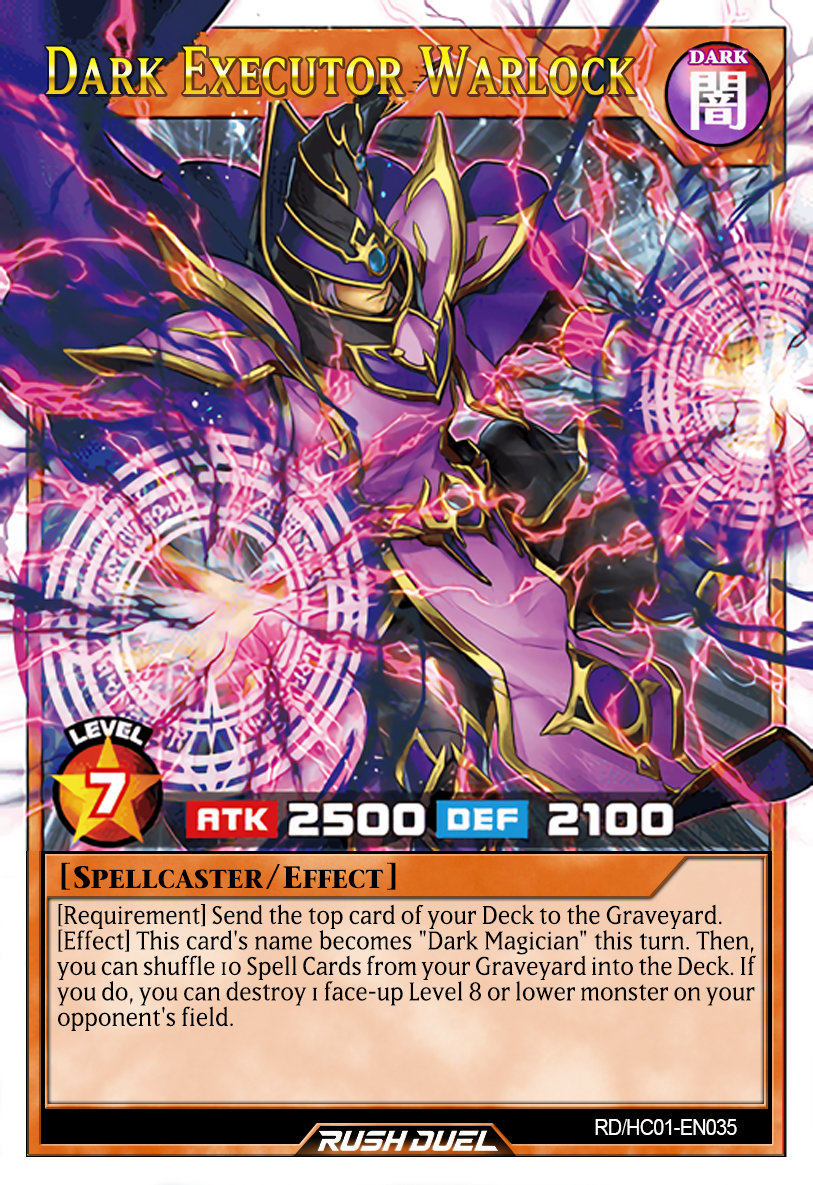 DARK EXECUTOR WARLOCK
DARK
闇
LEVEL
7
ATK 2500 DEF 2100
[SPELLCASTER/EFFECT]
[Requirement] Send the top card of your Deck to the Graveyard.
[Effect] This card's name becomes "Dark Magician" this turn. Then,
you can shuffle 10 Spell Cards from your Graveyard into the Deck. If
you do, you can destroy 1 face-up Level 8 or lower monster on your
opponent's field.
RD/HC01-EN035
RUSH DUEL